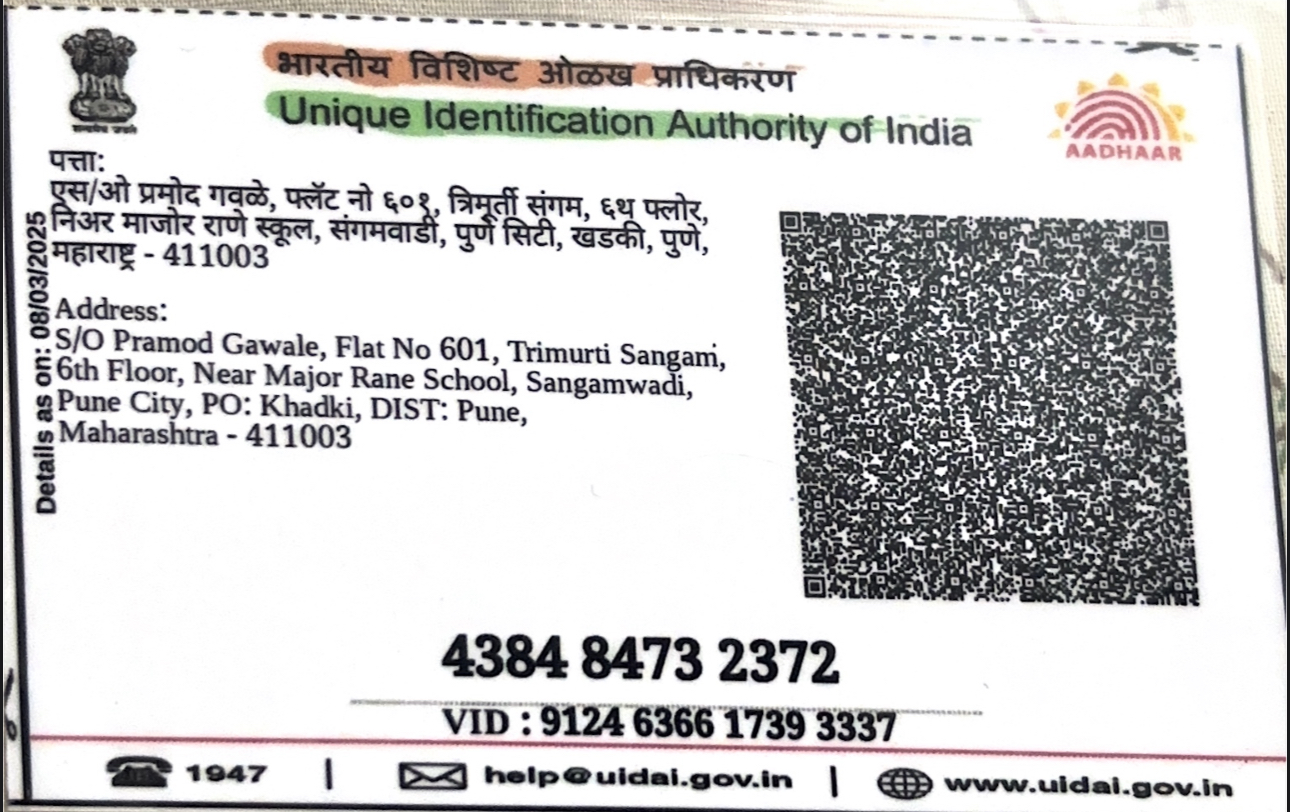 भारतीय विशिष्ट ओळख प्राधिकरण
Unique Identification Authority of India
AADHAAR
पत्ता:
एस/ओ प्रमोद गवळे, फ्लॅट नो ६०१, त्रिमूर्ती संगम, ६थ फ्लोर,
निअर माजोर राणे स्कूल, संगमवाडी, पुणे सिटी, खडकी, पुणे,
महाराष्ट्र - 411003
Details as on: 08/03/2025
Address:
S/O Pramod Gawale, Flat No 601, Trimurti Sangam,
6th Floor, Near Major Rane School, Sangamwadi,
Pune City, PO: Khadki, DIST: Pune,
Maharashtra - 411003
4384 8473 2372
VID : 9124 6366 1739 3337
1947 | help@uidai.gov.in | www.uidai.gov.in